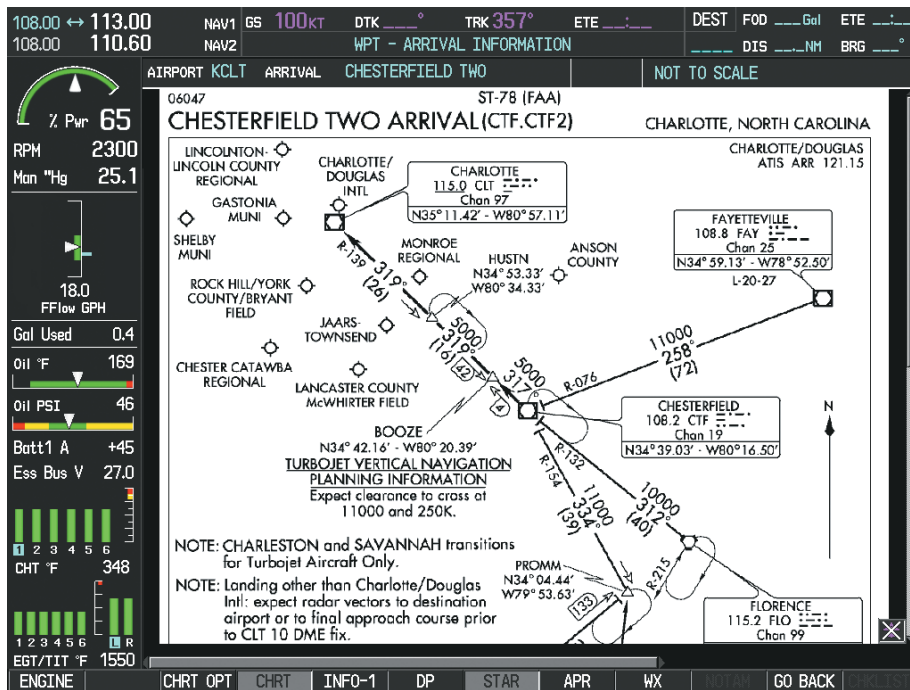 108.00 ↔ 113.00 NAV1 GS 100KT DTK ___° TRK 357° ETE __:__ DEST FOD ___Gal ETE __:__
108.00 110.60 NAV2 WPT - ARRIVAL INFORMATION ____ DIS __._NM BRG ___°
AIRPORT KCLT ARRIVAL CHESTERFIELD TWO NOT TO SCALE
% Pwr 65
RPM 2300
Man "Hg 25.1
18.0
FFlow GPH
Gal Used 0.4
Oil °F 169
Oil PSI 46
Batt1 A +45
Ess Bus V 27.0
1 2 3 4 5 6
CHT °F 348
1 2 3 4 5 6 L R
EGT/TIT °F 1550
06047 ST-78 (FAA)
CHESTERFIELD TWO ARRIVAL (CTF.CTF2) CHARLOTTE, NORTH CAROLINA
CHARLOTTE/DOUGLAS
ATIS ARR 121.15
LINCOLNTON-
LINCOLN COUNTY
REGIONAL
CHARLOTTE/
DOUGLAS
INTL
CHARLOTTE
115.0 CLT
Chan 97
N35°11.42' - W80°57.11'
GASTONIA
MUNI
SHELBY
MUNI
FAYETTEVILLE
108.8 FAY
Chan 25
N34°59.13' - W78°52.50'
L-20-27
R-139
319°
(26)
MONROE
REGIONAL
HUSTN
N34°53.33'
W80°34.33'
ANSON
COUNTY
ROCK HILL/YORK
COUNTY/BRYANT
FIELD
JAARS-
TOWNSEND
5000
319°
(16)
42
5000
317°
4
11000
258°
(72)
R-076
CHESTER CATAWBA
REGIONAL
LANCASTER COUNTY
McWHIRTER FIELD
CHESTERFIELD
108.2 CTF
Chan 19
N34°39.03' - W80°16.50'
N
BOOZE
N34°42.16' - W80°20.39'
TURBOJET VERTICAL NAVIGATION
PLANNING INFORMATION
Expect clearance to cross at
11000 and 250K.
R-132
R-154
11000
334°
(39)
10000
312°
(40)
R-215
NOTE: CHARLESTON and SAVANNAH transitions
for Turbojet Aircraft Only.
NOTE: Landing other than Charlotte/Douglas
Intl: expect radar vectors to destination
airport or to final approach course prior
to CLT 10 DME fix.
PROMM
N34°04.44'
W79°53.63'
133
FLORENCE
115.2 FLO
Chan 99
ENGINE CHRT OPT CHRT INFO-1 DP STAR APR WX NOTAM GO BACK CHKLIST